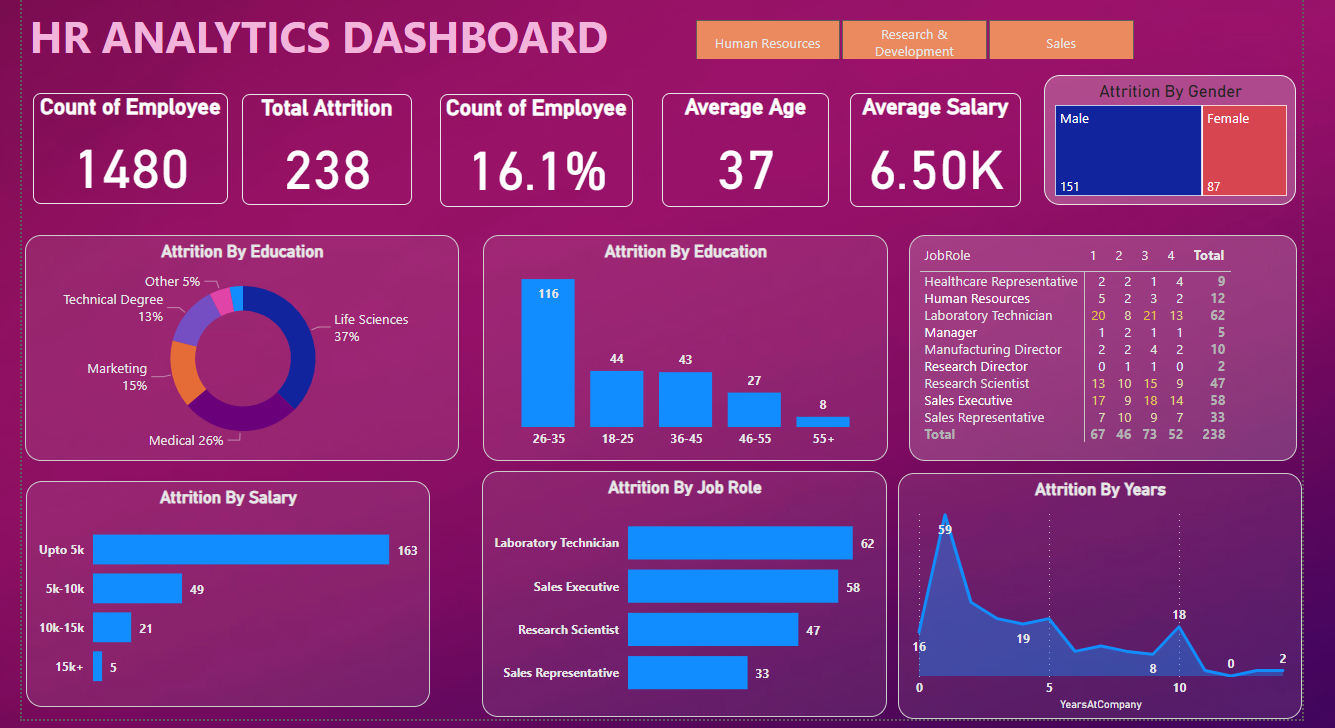 HR ANALYTICS DASHBOARD
Human Resources
Research &
Development
Sales
Count of Employee
1480
Total Attrition
238
Count of Employee
16.1%
Average Age
37
Average Salary
6.50K
Attrition By Gender
Male
151
Female
87
Attrition By Education
Other 5%
Technical Degree
13%
Life Sciences
37%
Marketing
15%
Medical 26%
Attrition By Education
116
44
43
27
8
26-35
18-25
36-45
46-55
55+
JobRole 1 2 3 4 Total
Healthcare Representative 2 2 1 4 9
Human Resources 5 2 3 2 12
Laboratory Technician 20 8 21 13 62
Manager 1 2 1 1 5
Manufacturing Director 2 2 4 2 10
Research Director 0 1 1 0 2
Research Scientist 13 10 15 9 47
Sales Executive 17 9 18 14 58
Sales Representative 7 10 9 7 33
Total 67 46 73 52 238
Attrition By Salary
Upto 5k 163
5k-10k 49
10k-15k 21
15k+ 5
Attrition By Job Role
Laboratory Technician 62
Sales Executive 58
Research Scientist 47
Sales Representative 33
Attrition By Years
59
16
19
8
18
0
2
0 5 10
YearsAtCompany